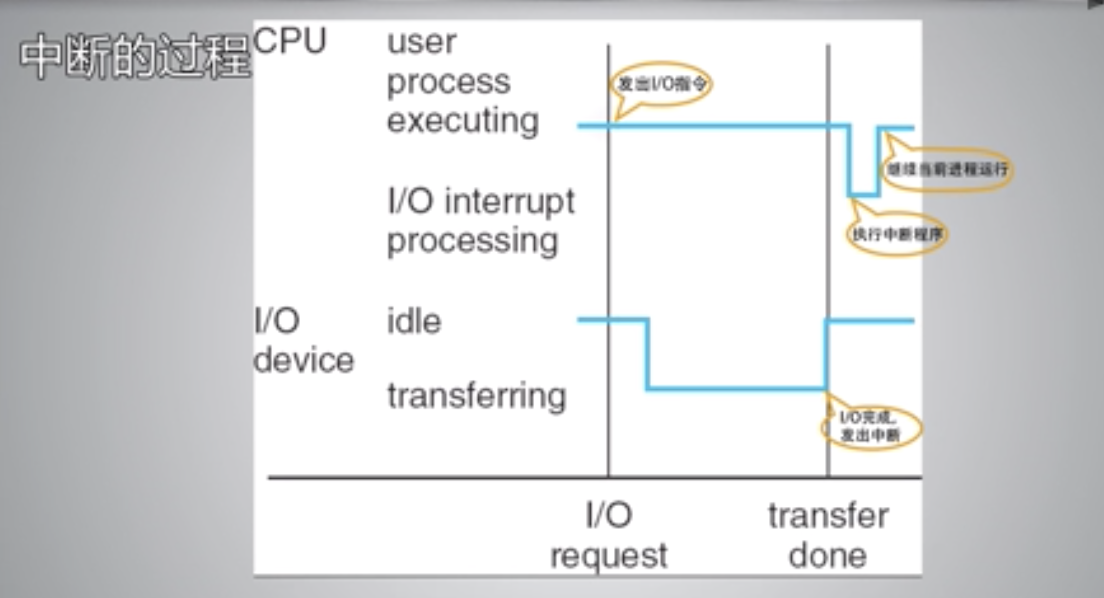 中断的过程
CPU
user
process
executing
发出I/O指令
继续当前进程运行
I/O interrupt
processing
执行中断程序
I/O
device
idle
transferring
I/O完成,
发出中断
I/O
request
transfer
done